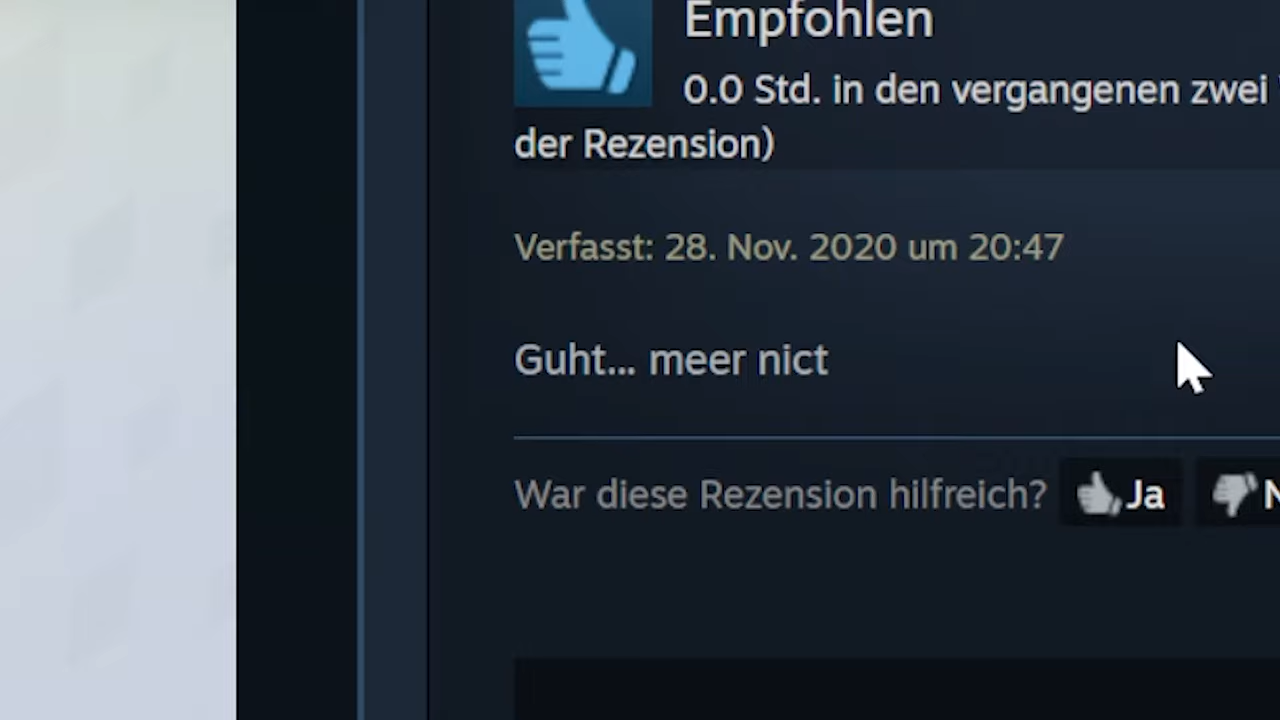 Empfohlen
0.0 Std. in den vergangenen zwei
der Rezension)
Verfasst: 28. Nov. 2020 um 20:47
Guht... meer nict
War diese Rezension hilfreich? Ja